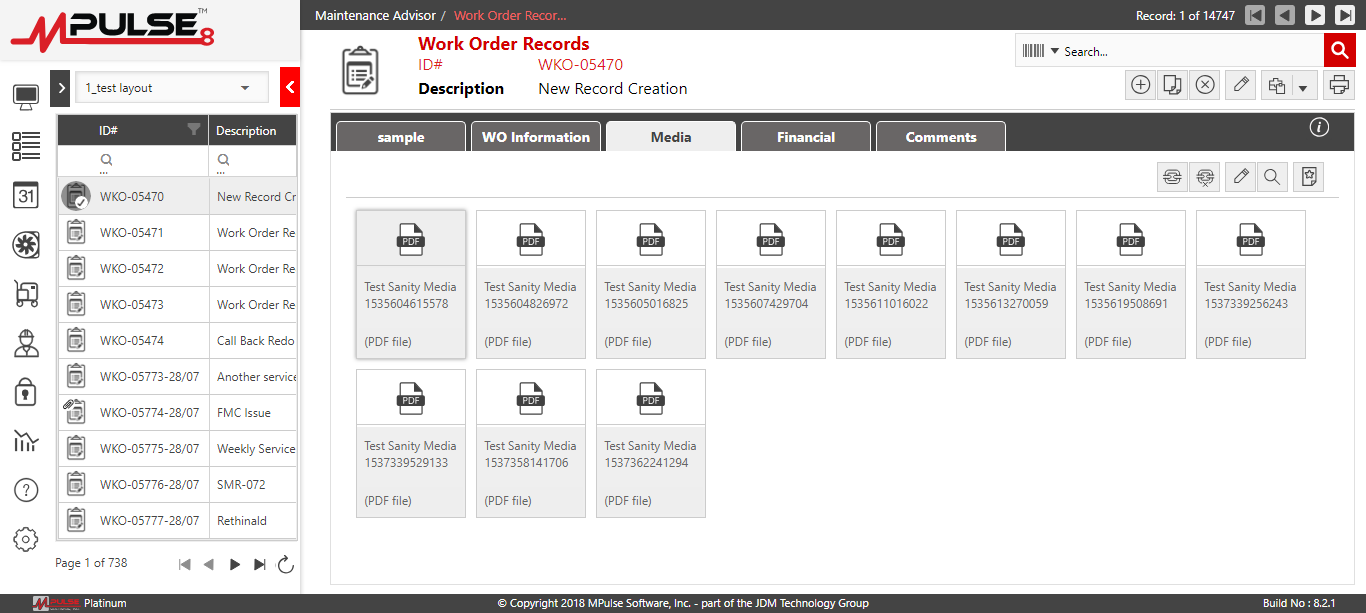 MPULSE 8 ™
Maintenance Advisor / Work Order Recor...
Record: 1 of 14747
1_test layout
ID# Description
...
...
WKO-05470 New Record Cr
WKO-05471 Work Order Re
WKO-05472 Work Order Re
WKO-05473 Work Order Re
WKO-05474 Call Back Redo
WKO-05773-28/07 Another service
WKO-05774-28/07 FMC Issue
WKO-05775-28/07 Weekly Service
WKO-05776-28/07 SMR-072
WKO-05777-28/07 Rethinald
Page 1 of 738
31
?
Work Order Records
ID# WKO-05470
Description New Record Creation
Search...
sample WO Information Media Financial Comments
i
PDF PDF PDF PDF PDF PDF PDF PDF
Test Sanity Media Test Sanity Media Test Sanity Media Test Sanity Media Test Sanity Media Test Sanity Media Test Sanity Media Test Sanity Media
1535604615578 1535604826972 1535605016825 1535607429704 1535611016022 1535613270059 1535619508691 1537339256243
(PDF file) (PDF file) (PDF file) (PDF file) (PDF file) (PDF file) (PDF file) (PDF file)
PDF PDF PDF
Test Sanity Media Test Sanity Media Test Sanity Media
1537339529133 1537358141706 1537362241294
(PDF file) (PDF file) (PDF file)
MPULSE Platinum
© Copyright 2018 MPulse Software, Inc. - part of the JDM Technology Group
Build No : 8.2.1